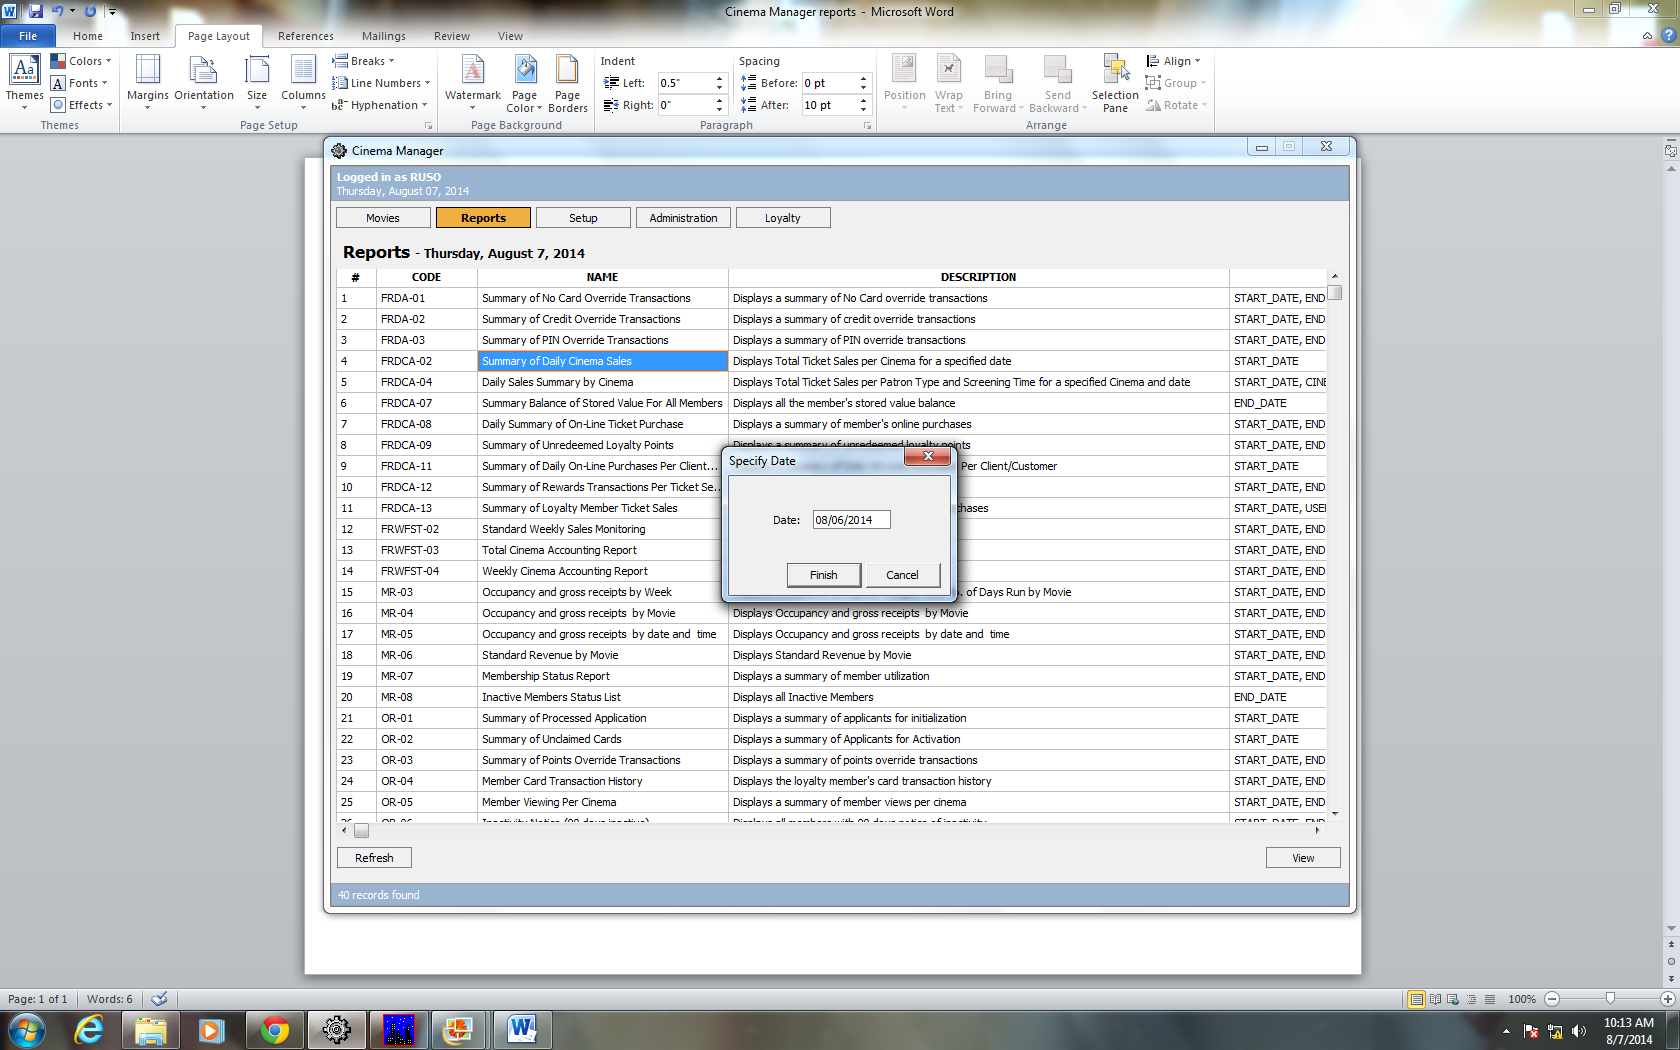 Cinema Manager reports - Microsoft Word
File Home Insert Page Layout References Mailings Review View
Themes
Colors
Fonts
Effects
Themes
Margins Orientation Size Columns
Breaks
Line Numbers
Hyphenation
Page Setup
Watermark Page Color Page Borders
Page Background
Indent
Left: 0.5"
Right: 0"
Spacing
Before: 0 pt
After: 10 pt
Paragraph
Position Wrap Text Bring Forward Send Backward Selection Pane
Align
Group
Rotate
Arrange
Cinema Manager
Logged in as RUSO
Thursday, August 07, 2014
Movies Reports Setup Administration Loyalty
Reports - Thursday, August 7, 2014
# CODE NAME DESCRIPTION
1 FRDA-01 Summary of No Card Override Transactions Displays a summary of No Card override transactions START_DATE, END
2 FRDA-02 Summary of Credit Override Transactions Displays a summary of credit override transactions START_DATE, END
3 FRDA-03 Summary of PIN Override Transactions Displays a summary of PIN override transactions START_DATE, END
4 FRDCA-02 Summary of Daily Cinema Sales Displays Total Ticket Sales per Cinema for a specified date START_DATE
5 FRDCA-04 Daily Sales Summary by Cinema Displays Total Ticket Sales per Patron Type and Screening Time for a specified Cinema and date START_DATE, CINE
6 FRDCA-07 Summary Balance of Stored Value For All Members Displays all the member's stored value balance END_DATE
7 FRDCA-08 Daily Summary of On-Line Ticket Purchase Displays a summary of member's online purchases START_DATE, END
8 FRDCA-09 Summary of Unredeemed Loyalty Points Displays a summary of unredeemed loyalty points START_DATE, END
9 FRDCA-11 Summary of Daily On-Line Purchases Per Client... Per Client/Customer START_DATE
10 FRDCA-12 Summary of Rewards Transactions Per Ticket Se... START_DATE, END
11 FRDCA-13 Summary of Loyalty Member Ticket Sales chases START_DATE, USE
12 FRWFST-02 Standard Weekly Sales Monitoring START_DATE, END
13 FRWFST-03 Total Cinema Accounting Report START_DATE, END
14 FRWFST-04 Weekly Cinema Accounting Report START_DATE, END
15 MR-03 Occupancy and gross receipts by Week . of Days Run by Movie START_DATE, END
16 MR-04 Occupancy and gross receipts by Movie Displays Occupancy and gross receipts by Movie START_DATE, END
17 MR-05 Occupancy and gross receipts by date and time Displays Occupancy and gross receipts by date and time START_DATE, END
18 MR-06 Standard Revenue by Movie Displays Standard Revenue by Movie START_DATE, END
19 MR-07 Membership Status Report Displays a summary of member utilization START_DATE, END
20 MR-08 Inactive Members Status List Displays all Inactive Members END_DATE
21 OR-01 Summary of Processed Application Displays a summary of applicants for initialization START_DATE
22 OR-02 Summary of Unclaimed Cards Displays a summary of Applicants for Activation START_DATE
23 OR-03 Summary of Points Override Transactions Displays a summary of points override transactions START_DATE, END
24 OR-04 Member Card Transaction History Displays the loyalty member's card transaction history START_DATE, END
25 OR-05 Member Viewing Per Cinema Displays a summary of member views per cinema START_DATE, END
Specify Date
Date: 08/06/2014
Finish Cancel
Refresh View
40 records found
Page: 1 of 1 Words: 6 100%
10:13 AM
8/7/2014